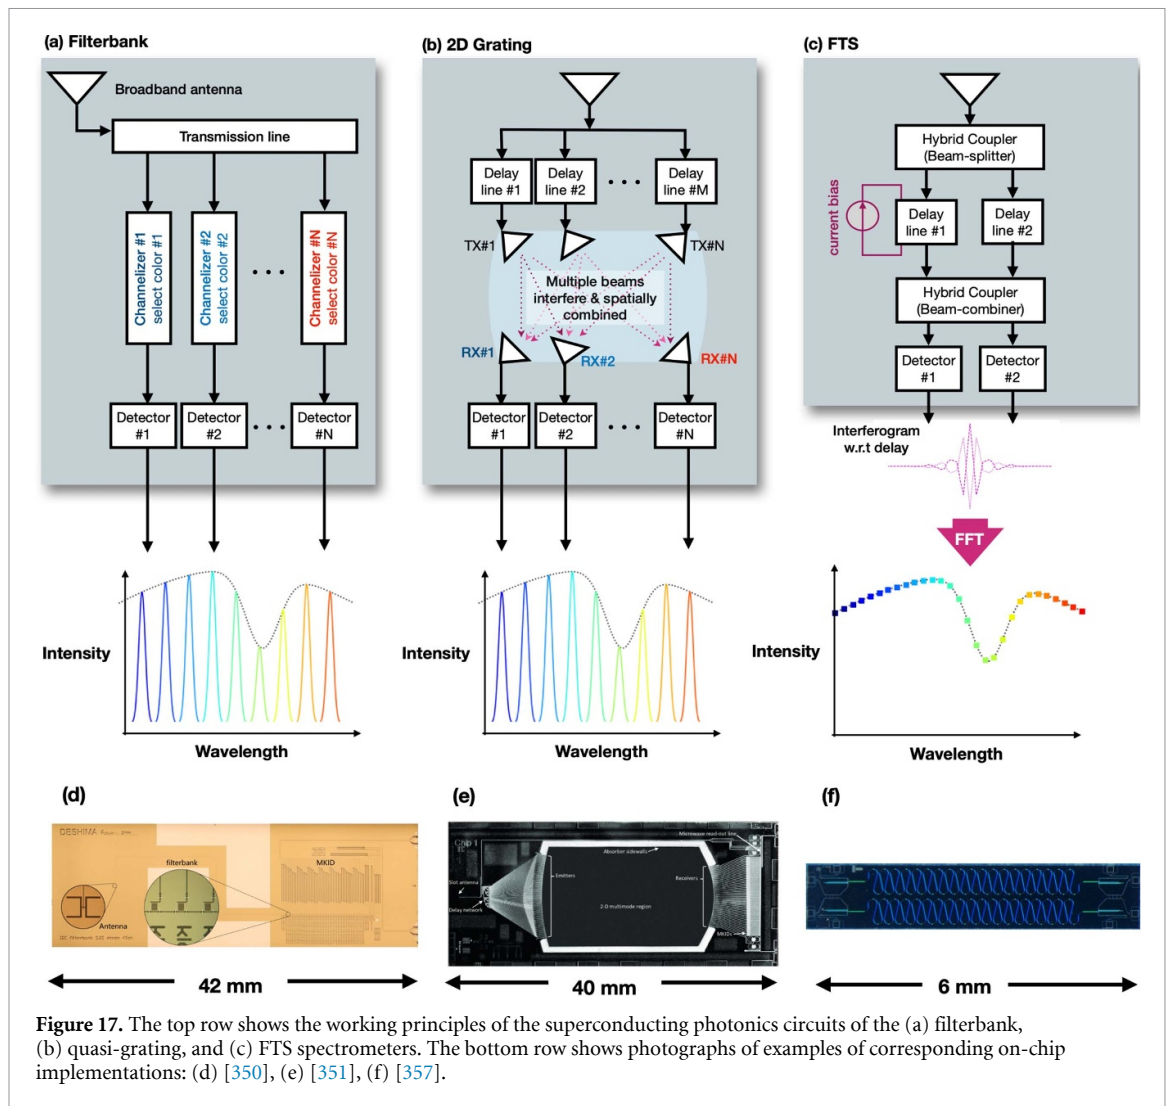 (a) Filterbank
Broadband antenna
Transmission line
Channelizer #1
select color #1
Channelizer #2
select color #2
Channelizer #N
select color #N
Detector
#1
Detector
#2
Detector
#N
Intensity
Wavelength
(b) 2D Grating
Delay
line #1
Delay
line #2
Delay
line #M
TX#1
TX#N
Multiple beams
interfere & spatially
combined
RX#1
RX#2
RX#N
Detector
#1
Detector
#2
Detector
#N
Intensity
Wavelength
(c) FTS
Hybrid Coupler
(Beam-splitter)
current bias
Delay
line #1
Delay
line #2
Hybrid Coupler
(Beam-combiner)
Detector
#1
Detector
#2
Interferogram
w.r.t delay
FFT
Intensity
Wavelength
(d)
DESHIMA
filterbank
MKID
Antenna
42 mm
(e)
Chip 1
Microwave read-out line
Absorber sidewalls
Slot antenna
Emitters
Receivers
Delay network
2-D multimode region
MKIDs
40 mm
(f)
6 mm
Figure 17. The top row shows the working principles of the superconducting photonics circuits of the (a) filterbank,
(b) quasi-grating, and (c) FTS spectrometers. The bottom row shows photographs of examples of corresponding on-chip
implementations: (d) [350], (e) [351], (f) [357].